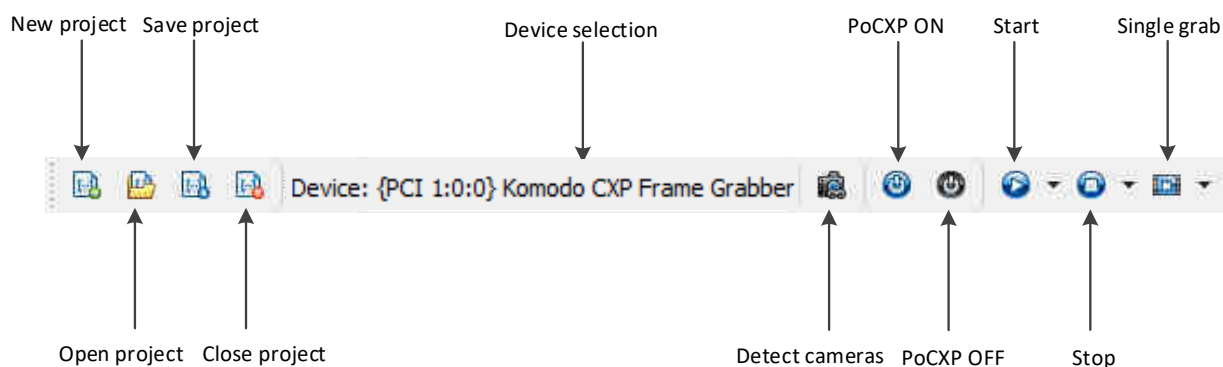 New project Save project Device selection PoCXP ON Start Single grab
Device: {PCI 1:0:0} Komodo CXP Frame Grabber
Open project Close project Detect cameras PoCXP OFF Stop